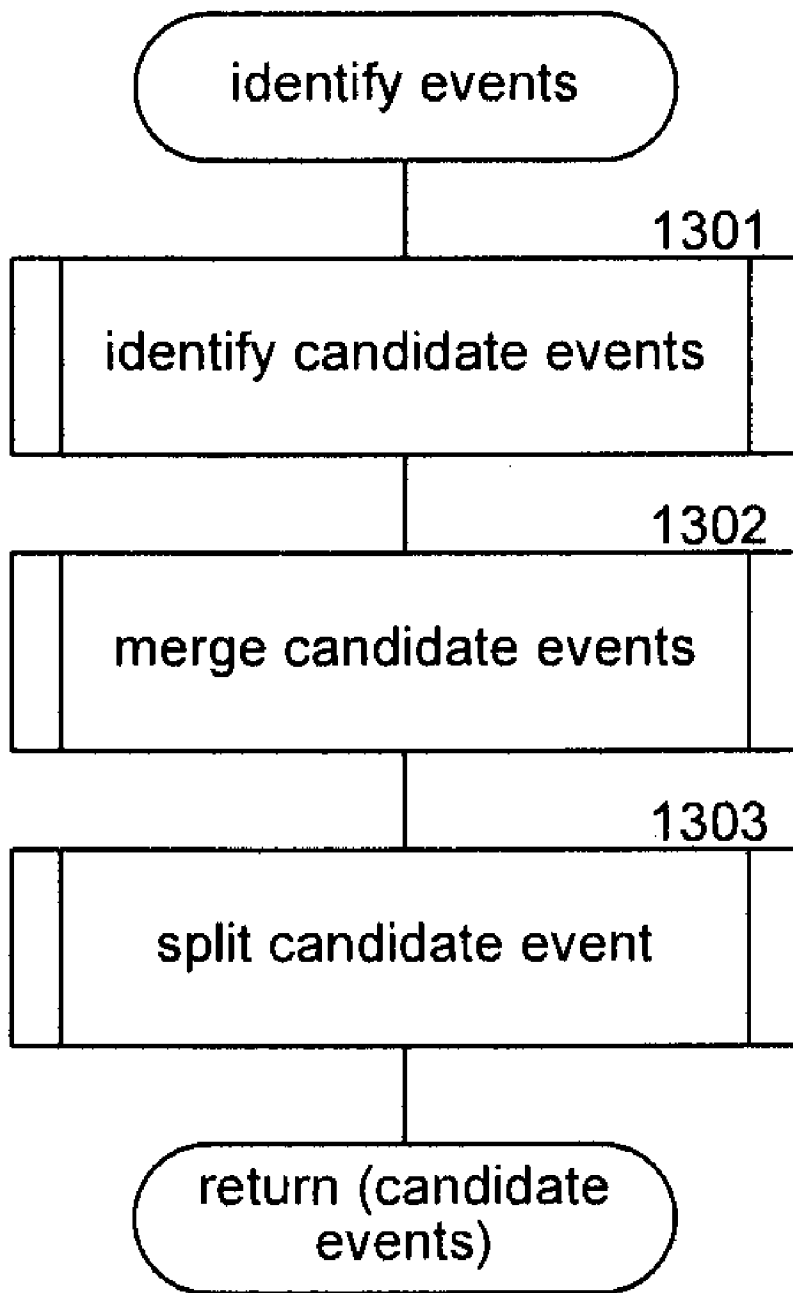 identify events
1301
identify candidate events
1302
merge candidate events
1303
split candidate event
return (candidate
events)